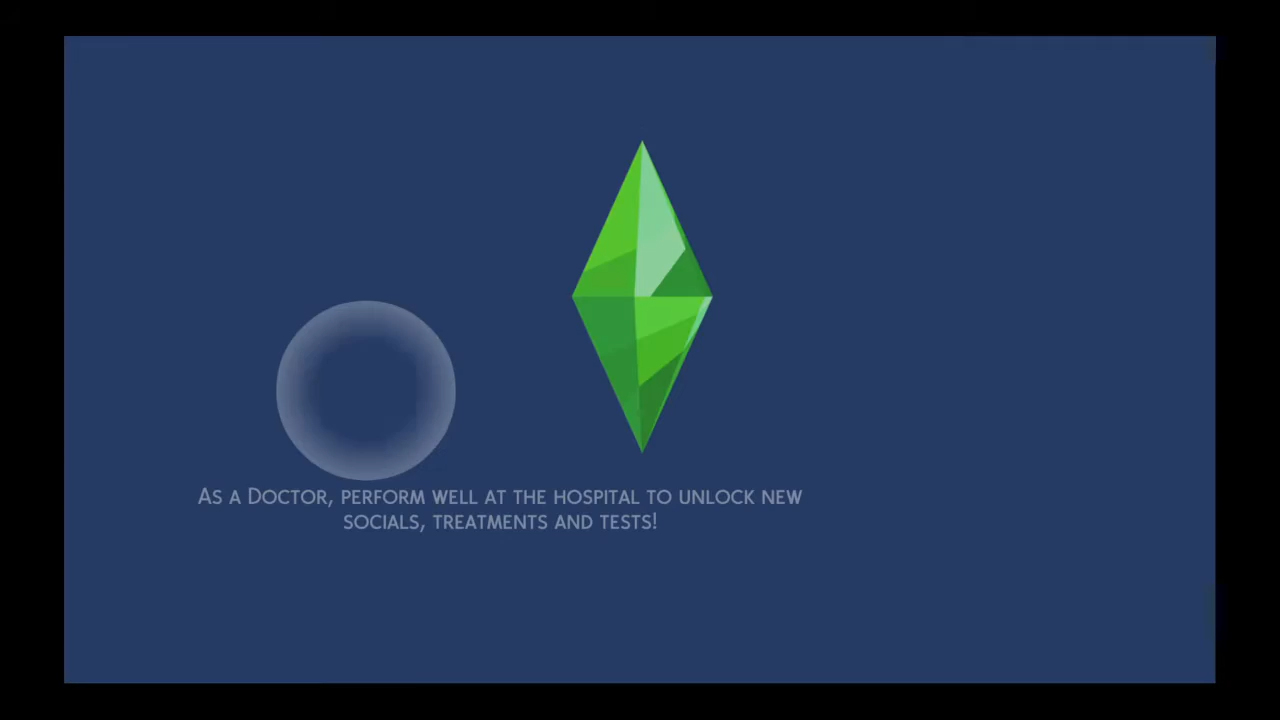 As a Doctor, perform well at the hospital to unlock new
socials, treatments and tests!